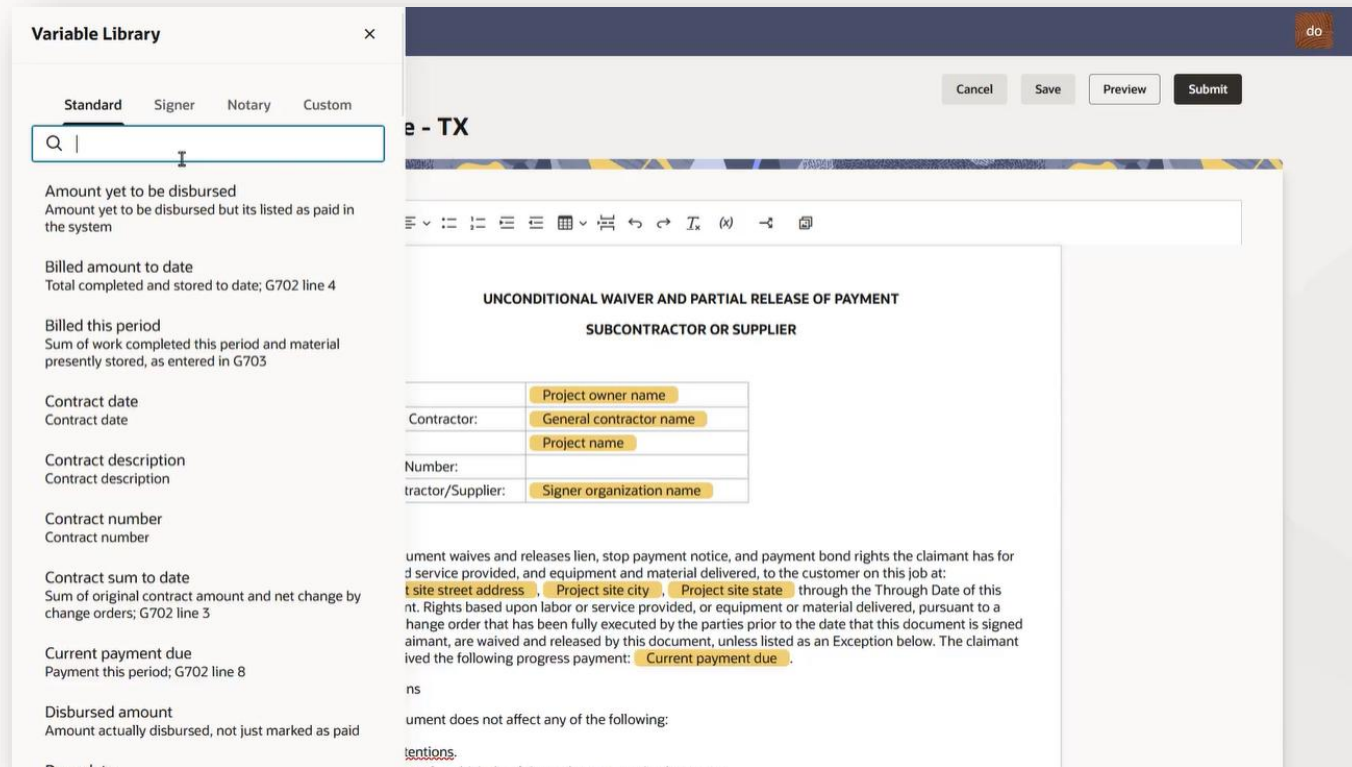 Variable Library
do
Standard Signer Notary Custom
Cancel Save Preview Submit
e - TX
Amount yet to be disbursed
Amount yet to be disbursed but its listed as paid in
the system
Billed amount to date
Total completed and stored to date; G702 line 4
Billed this period
Sum of work completed this period and material
presently stored, as entered in G703
Contract date
Contract date
Contract description
Contract description
Contract number
Contract number
Contract sum to date
Sum of original contract amount and net change by
change orders; G702 line 3
Current payment due
Payment this period; G702 line 8
Disbursed amount
Amount actually disbursed, not just marked as paid
UNCONDITIONAL WAIVER AND PARTIAL RELEASE OF PAYMENT
SUBCONTRACTOR OR SUPPLIER
Project owner name
Contractor: General contractor name
Project name
Number:
tractor/Supplier: Signer organization name
ument waives and releases lien, stop payment notice, and payment bond rights the claimant has for
d service provided, and equipment and material delivered, to the customer on this job at:
t site street address , Project site city , Project site state through the Through Date of this
nt. Rights based upon labor or service provided, or equipment or material delivered, pursuant to a
hange order that has been fully executed by the parties prior to the date that this document is signed
aimant, are waived and released by this document, unless listed as an Exception below. The claimant
ived the following progress payment: Current payment due .
ns
ument does not affect any of the following:
tentions.